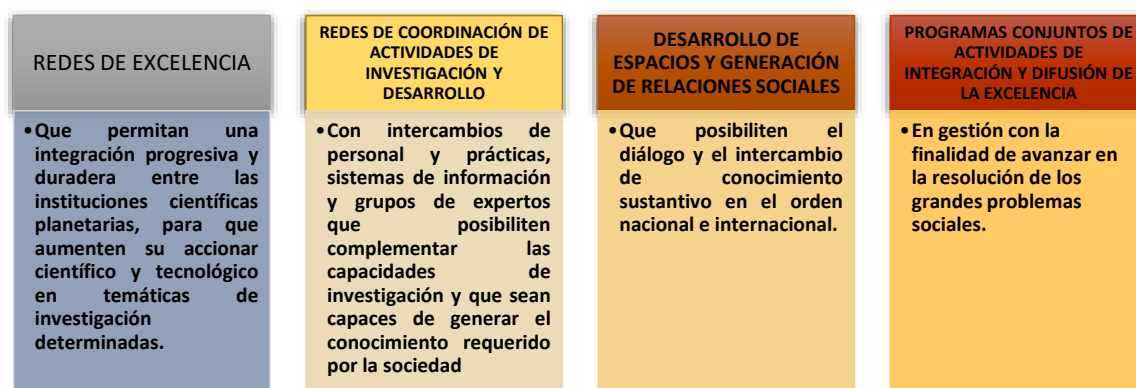 REDES DE EXCELENCIA
•Que permitan una
integración progresiva y
duradera entre las
instituciones científicas
planetarias, para que
aumenten su accionar
científico y tecnológico
en temáticas de
investigación
determinadas.
REDES DE COORDINACIÓN DE
ACTIVIDADES DE
INVESTIGACIÓN Y
DESARROLLO
•Con intercambios de
personal y prácticas,
sistemas de información
y grupos de expertos
que posibiliten
complementar las
capacidades de
investigación y que sean
capaces de generar el
conocimiento requerido
por la sociedad
DESARROLLO DE
ESPACIOS Y GENERACIÓN
DE RELACIONES SOCIALES
•Que posibiliten el
diálogo y el intercambio
de conocimiento
sustantivo en el orden
nacional e internacional.
PROGRAMAS CONJUNTOS DE
ACTIVIDADES DE
INTEGRACIÓN Y DIFUSIÓN DE
LA EXCELENCIA
•En gestión con la
finalidad de avanzar en
la resolución de los
grandes problemas
sociales.